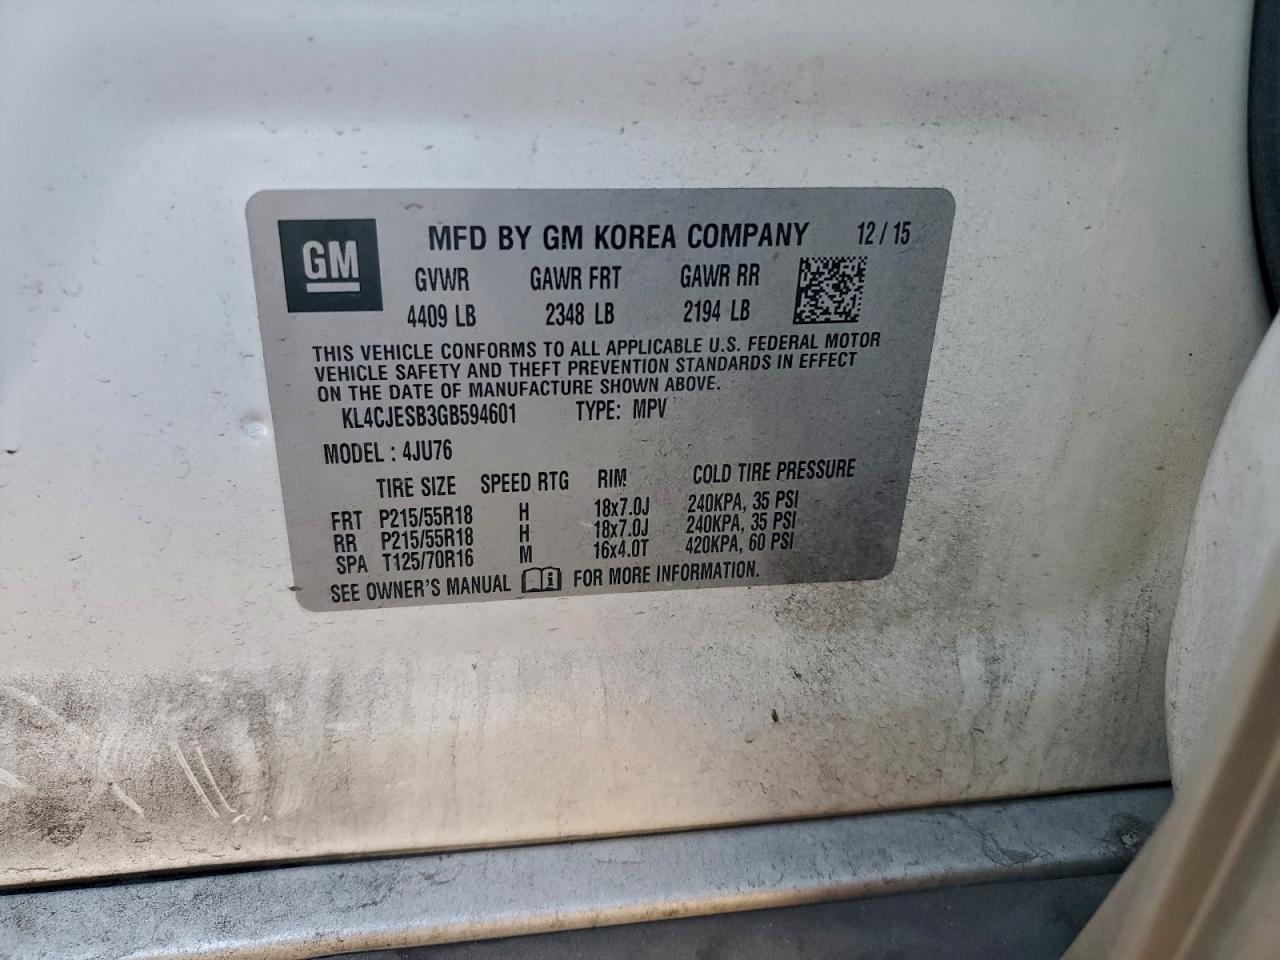 GM
MFD BY GM KOREA COMPANY 12 / 15
GVWR GAWR FRT GAWR RR
4409 LB 2348 LB 2194 LB
THIS VEHICLE CONFORMS TO ALL APPLICABLE U.S. FEDERAL MOTOR
VEHICLE SAFETY AND THEFT PREVENTION STANDARDS IN EFFECT
ON THE DATE OF MANUFACTURE SHOWN ABOVE.
KL4CJESB3GB594601 TYPE: MPV
MODEL : 4JU76
TIRE SIZE SPEED RTG RIM COLD TIRE PRESSURE
FRT P215/55R18 H 18x7.0J 240KPA, 35 PSI
RR P215/55R18 H 18x7.0J 240KPA, 35 PSI
SPA T125/70R16 M 16x4.0T 420KPA, 60 PSI
SEE OWNER'S MANUAL i FOR MORE INFORMATION.